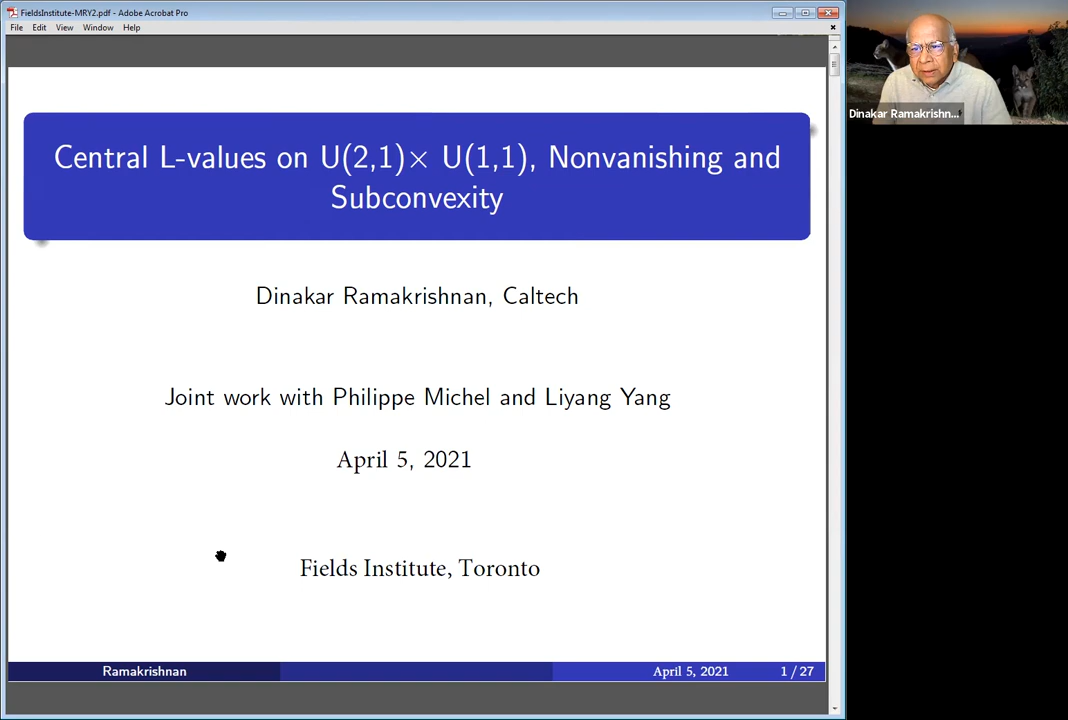 FieldsInstitute-MRY2.pdf - Adobe Acrobat Pro
File Edit View Window Help
Central L-values on U(2,1)× U(1,1), Nonvanishing and
Subconvexity
Dinakar Ramakrishnan, Caltech
Joint work with Philippe Michel and Liyang Yang
April 5, 2021
Fields Institute, Toronto
Ramakrishnan April 5, 2021 1 / 27
Dinakar Ramakrishn...